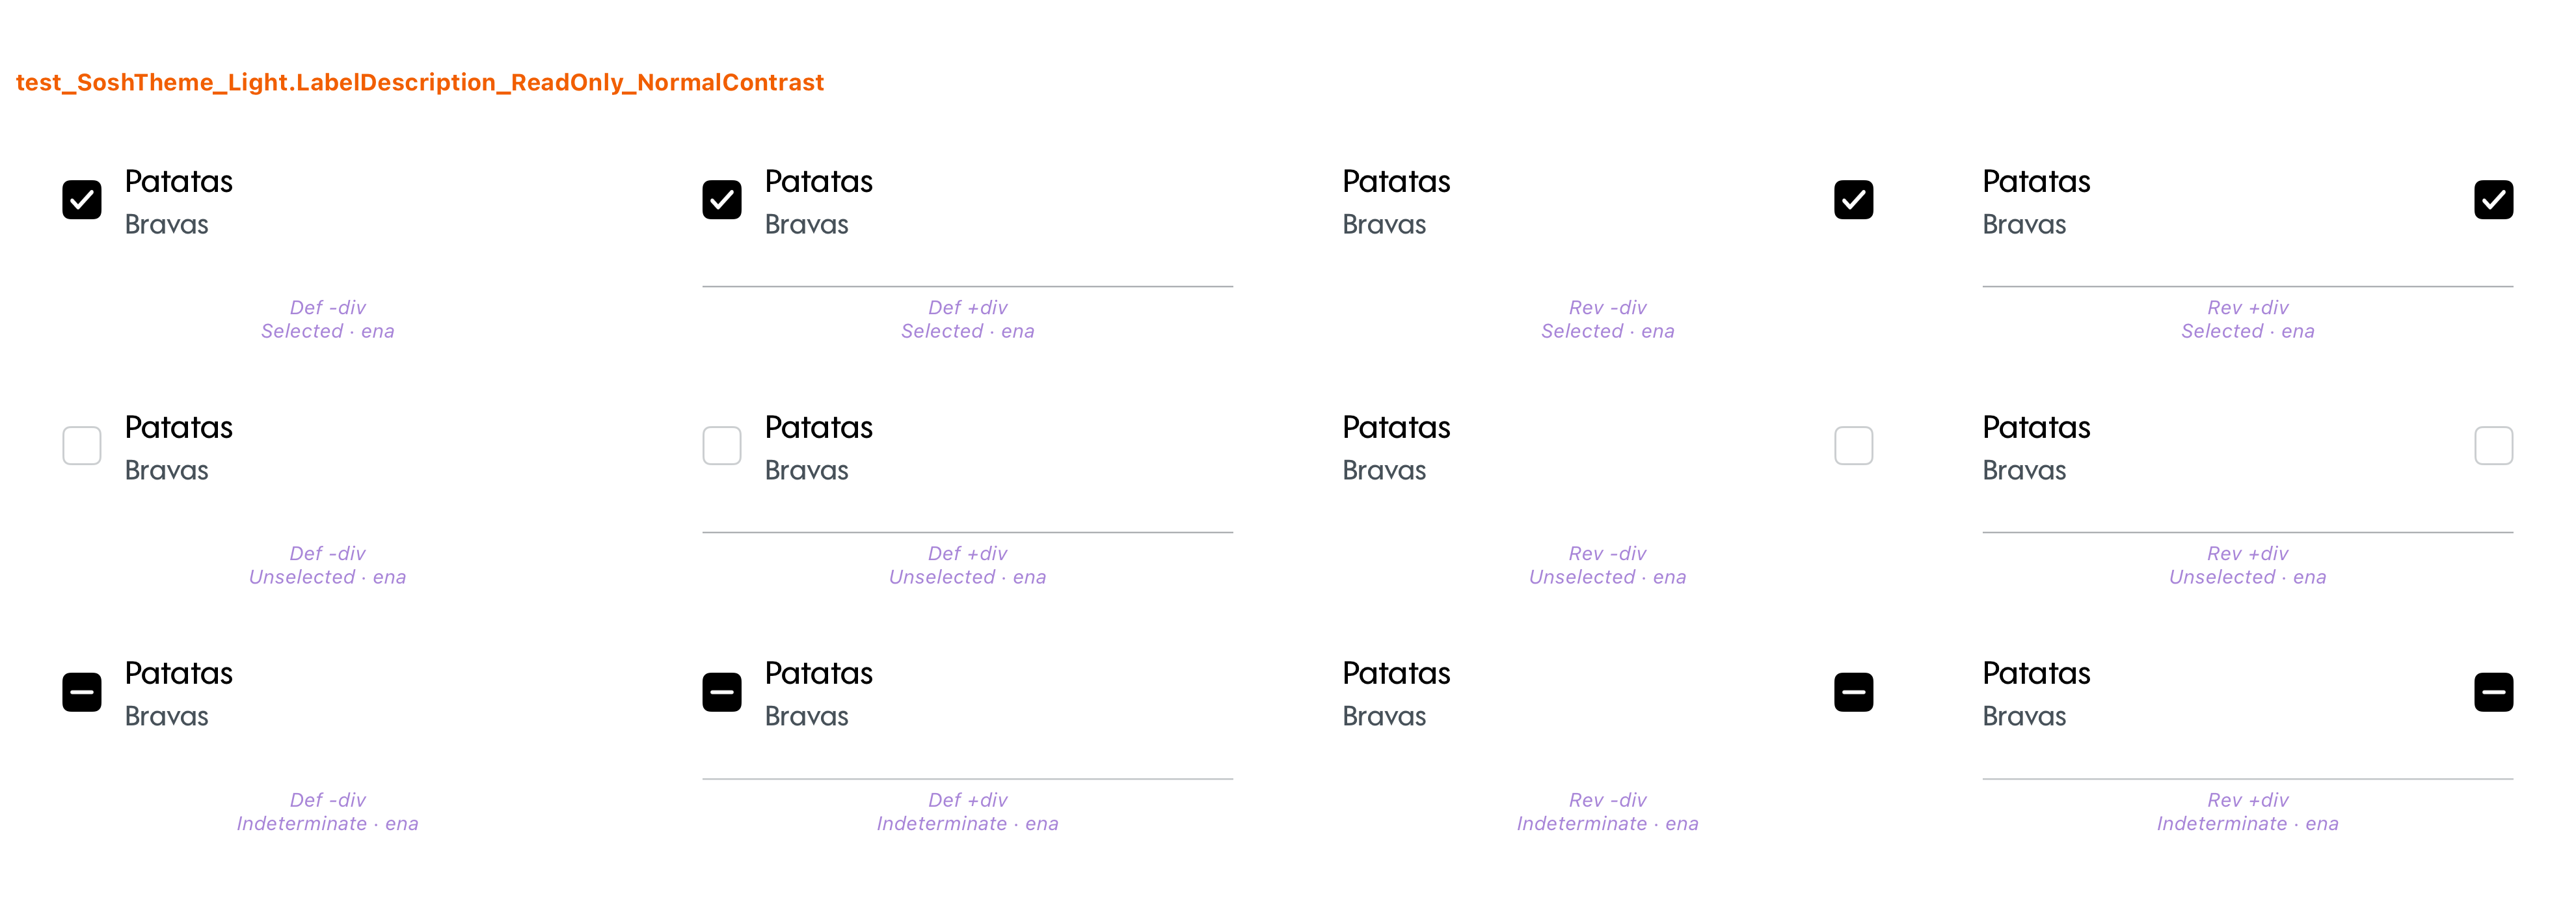 test_SoshTheme_Light.LabelDescription_ReadOnly_NormalContrast
Patatas
Bravas
Def -div
Selected · ena
Patatas
Bravas
Def +div
Selected · ena
Patatas
Bravas
Rev -div
Selected · ena
Patatas
Bravas
Rev +div
Selected · ena
Patatas
Bravas
Def -div
Unselected · ena
Patatas
Bravas
Def +div
Unselected · ena
Patatas
Bravas
Rev -div
Unselected · ena
Patatas
Bravas
Rev +div
Unselected · ena
Patatas
Bravas
Def -div
Indeterminate · ena
Patatas
Bravas
Def +div
Indeterminate · ena
Patatas
Bravas
Rev -div
Indeterminate · ena
Patatas
Bravas
Rev +div
Indeterminate · ena